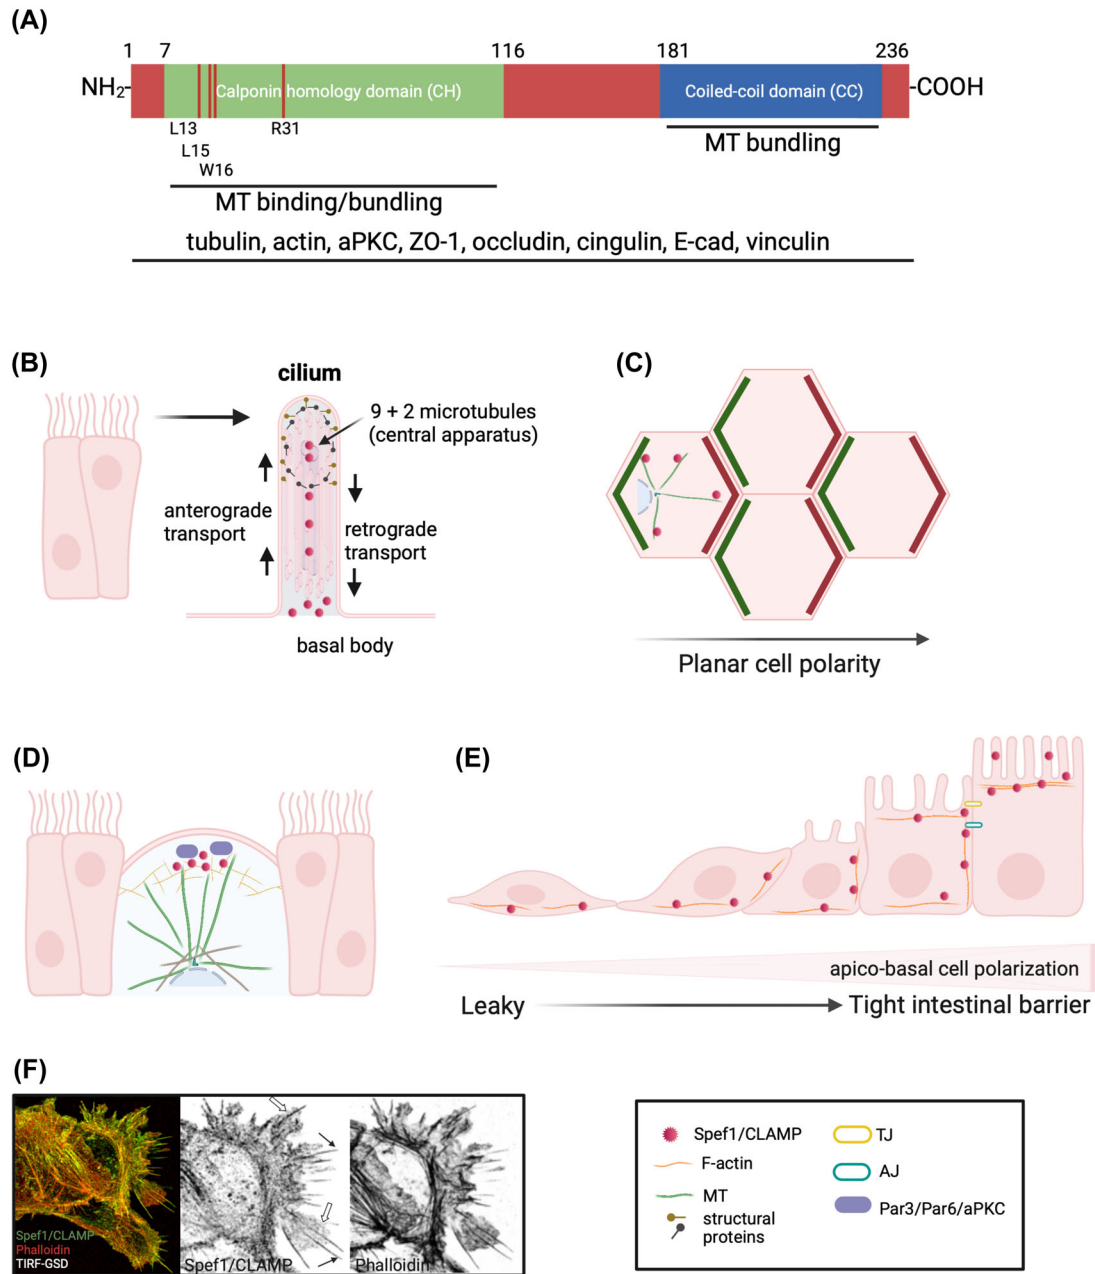 (A)
1 7 116 181 236
NH2- Calponin homology domain (CH) Coiled-coil domain (CC) -COOH
L13 R31
L15
W16
MT bundling
MT binding/bundling
tubulin, actin, aPKC, ZO-1, occludin, cingulin, E-cad, vinculin
(B)
cilium
9 + 2 microtubules
(central apparatus)
anterograde
transport
retrograde
transport
basal body
(C)
Planar cell polarity
(D)
(E)
apico-basal cell polarization
Leaky
Tight intestinal barrier
(F)
Spef1/CLAMP
Phalloidin
TIRF-GSD
Spef1/CLAMP
Phalloidin
Spef1/CLAMP
F-actin
MT
structural
proteins
TJ
AJ
Par3/Par6/aPKC